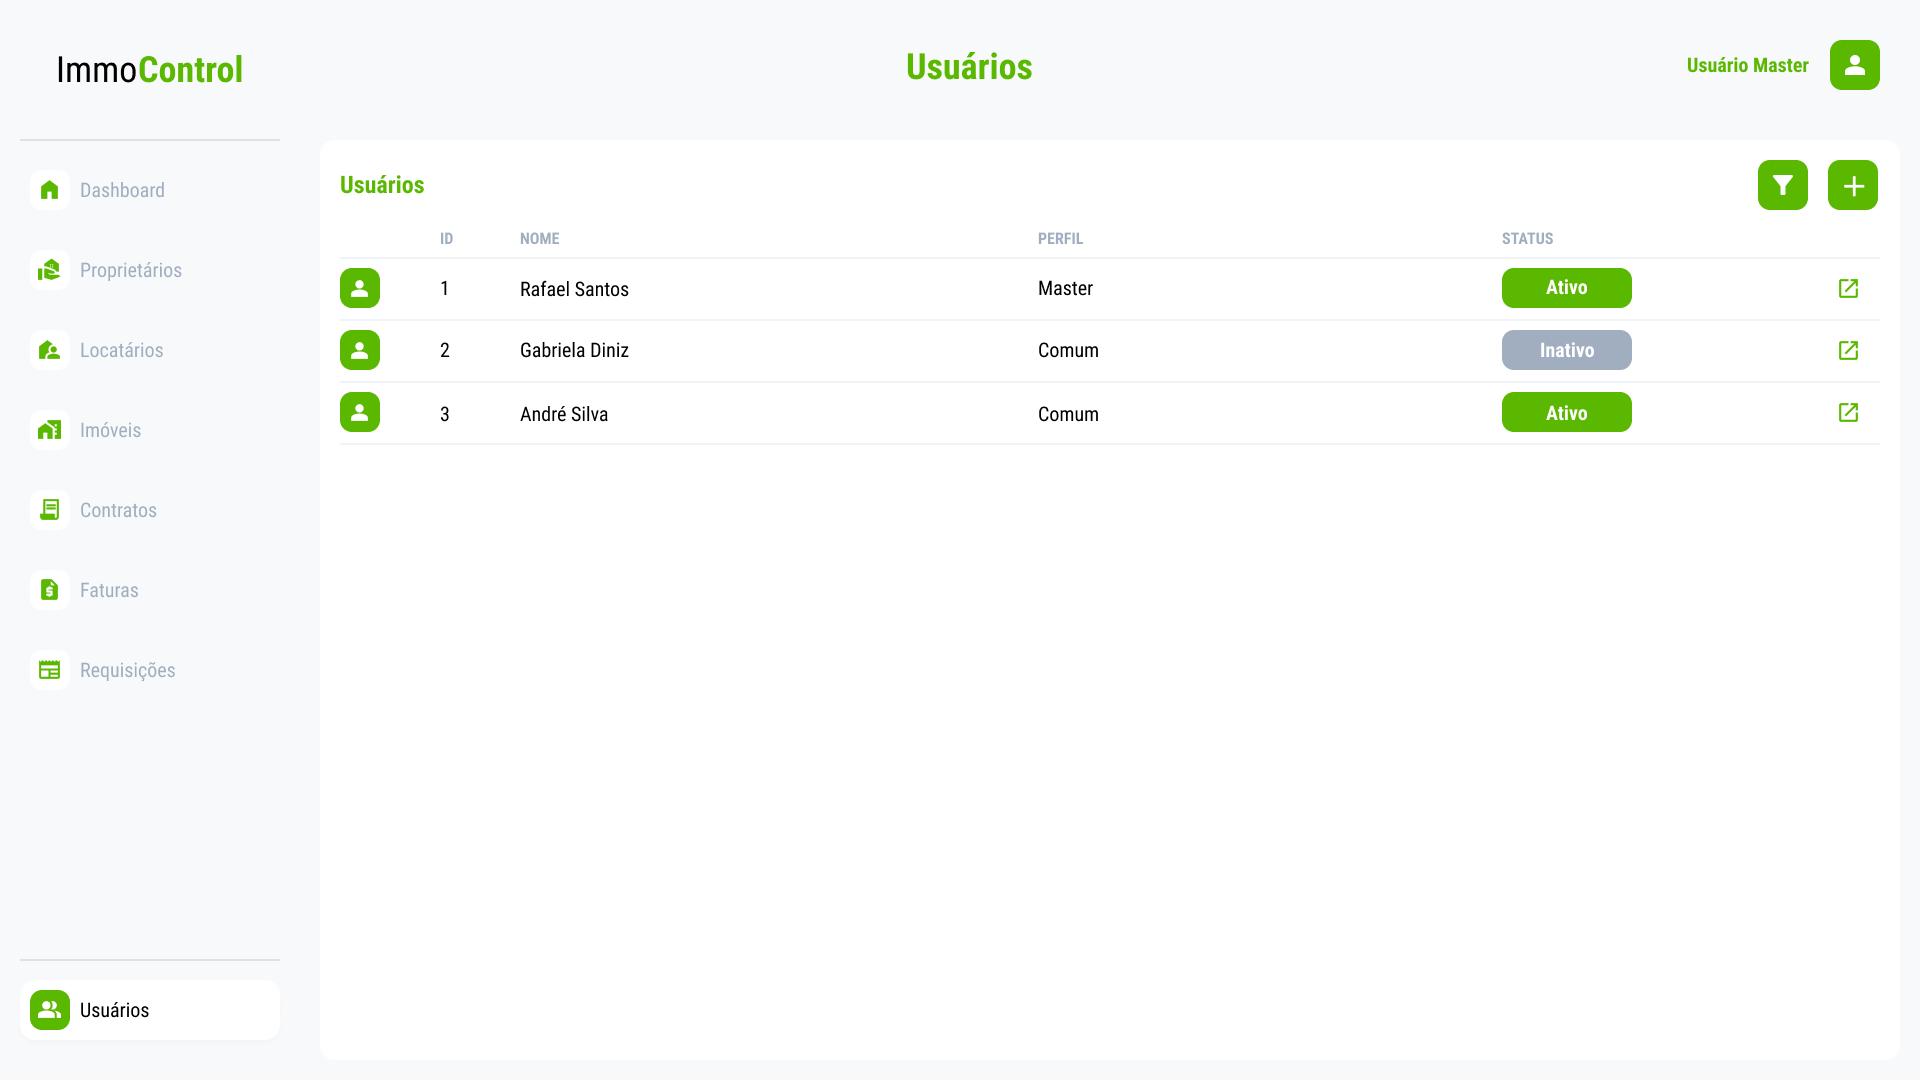 ImmoControl
Usuários
Usuário Master
Dashboard
Proprietários
Locatários
Imóveis
Contratos
Faturas
Requisições
Usuários
Usuários
ID NOME PERFIL STATUS
1 Rafael Santos Master Ativo
2 Gabriela Diniz Comum Inativo
3 André Silva Comum Ativo